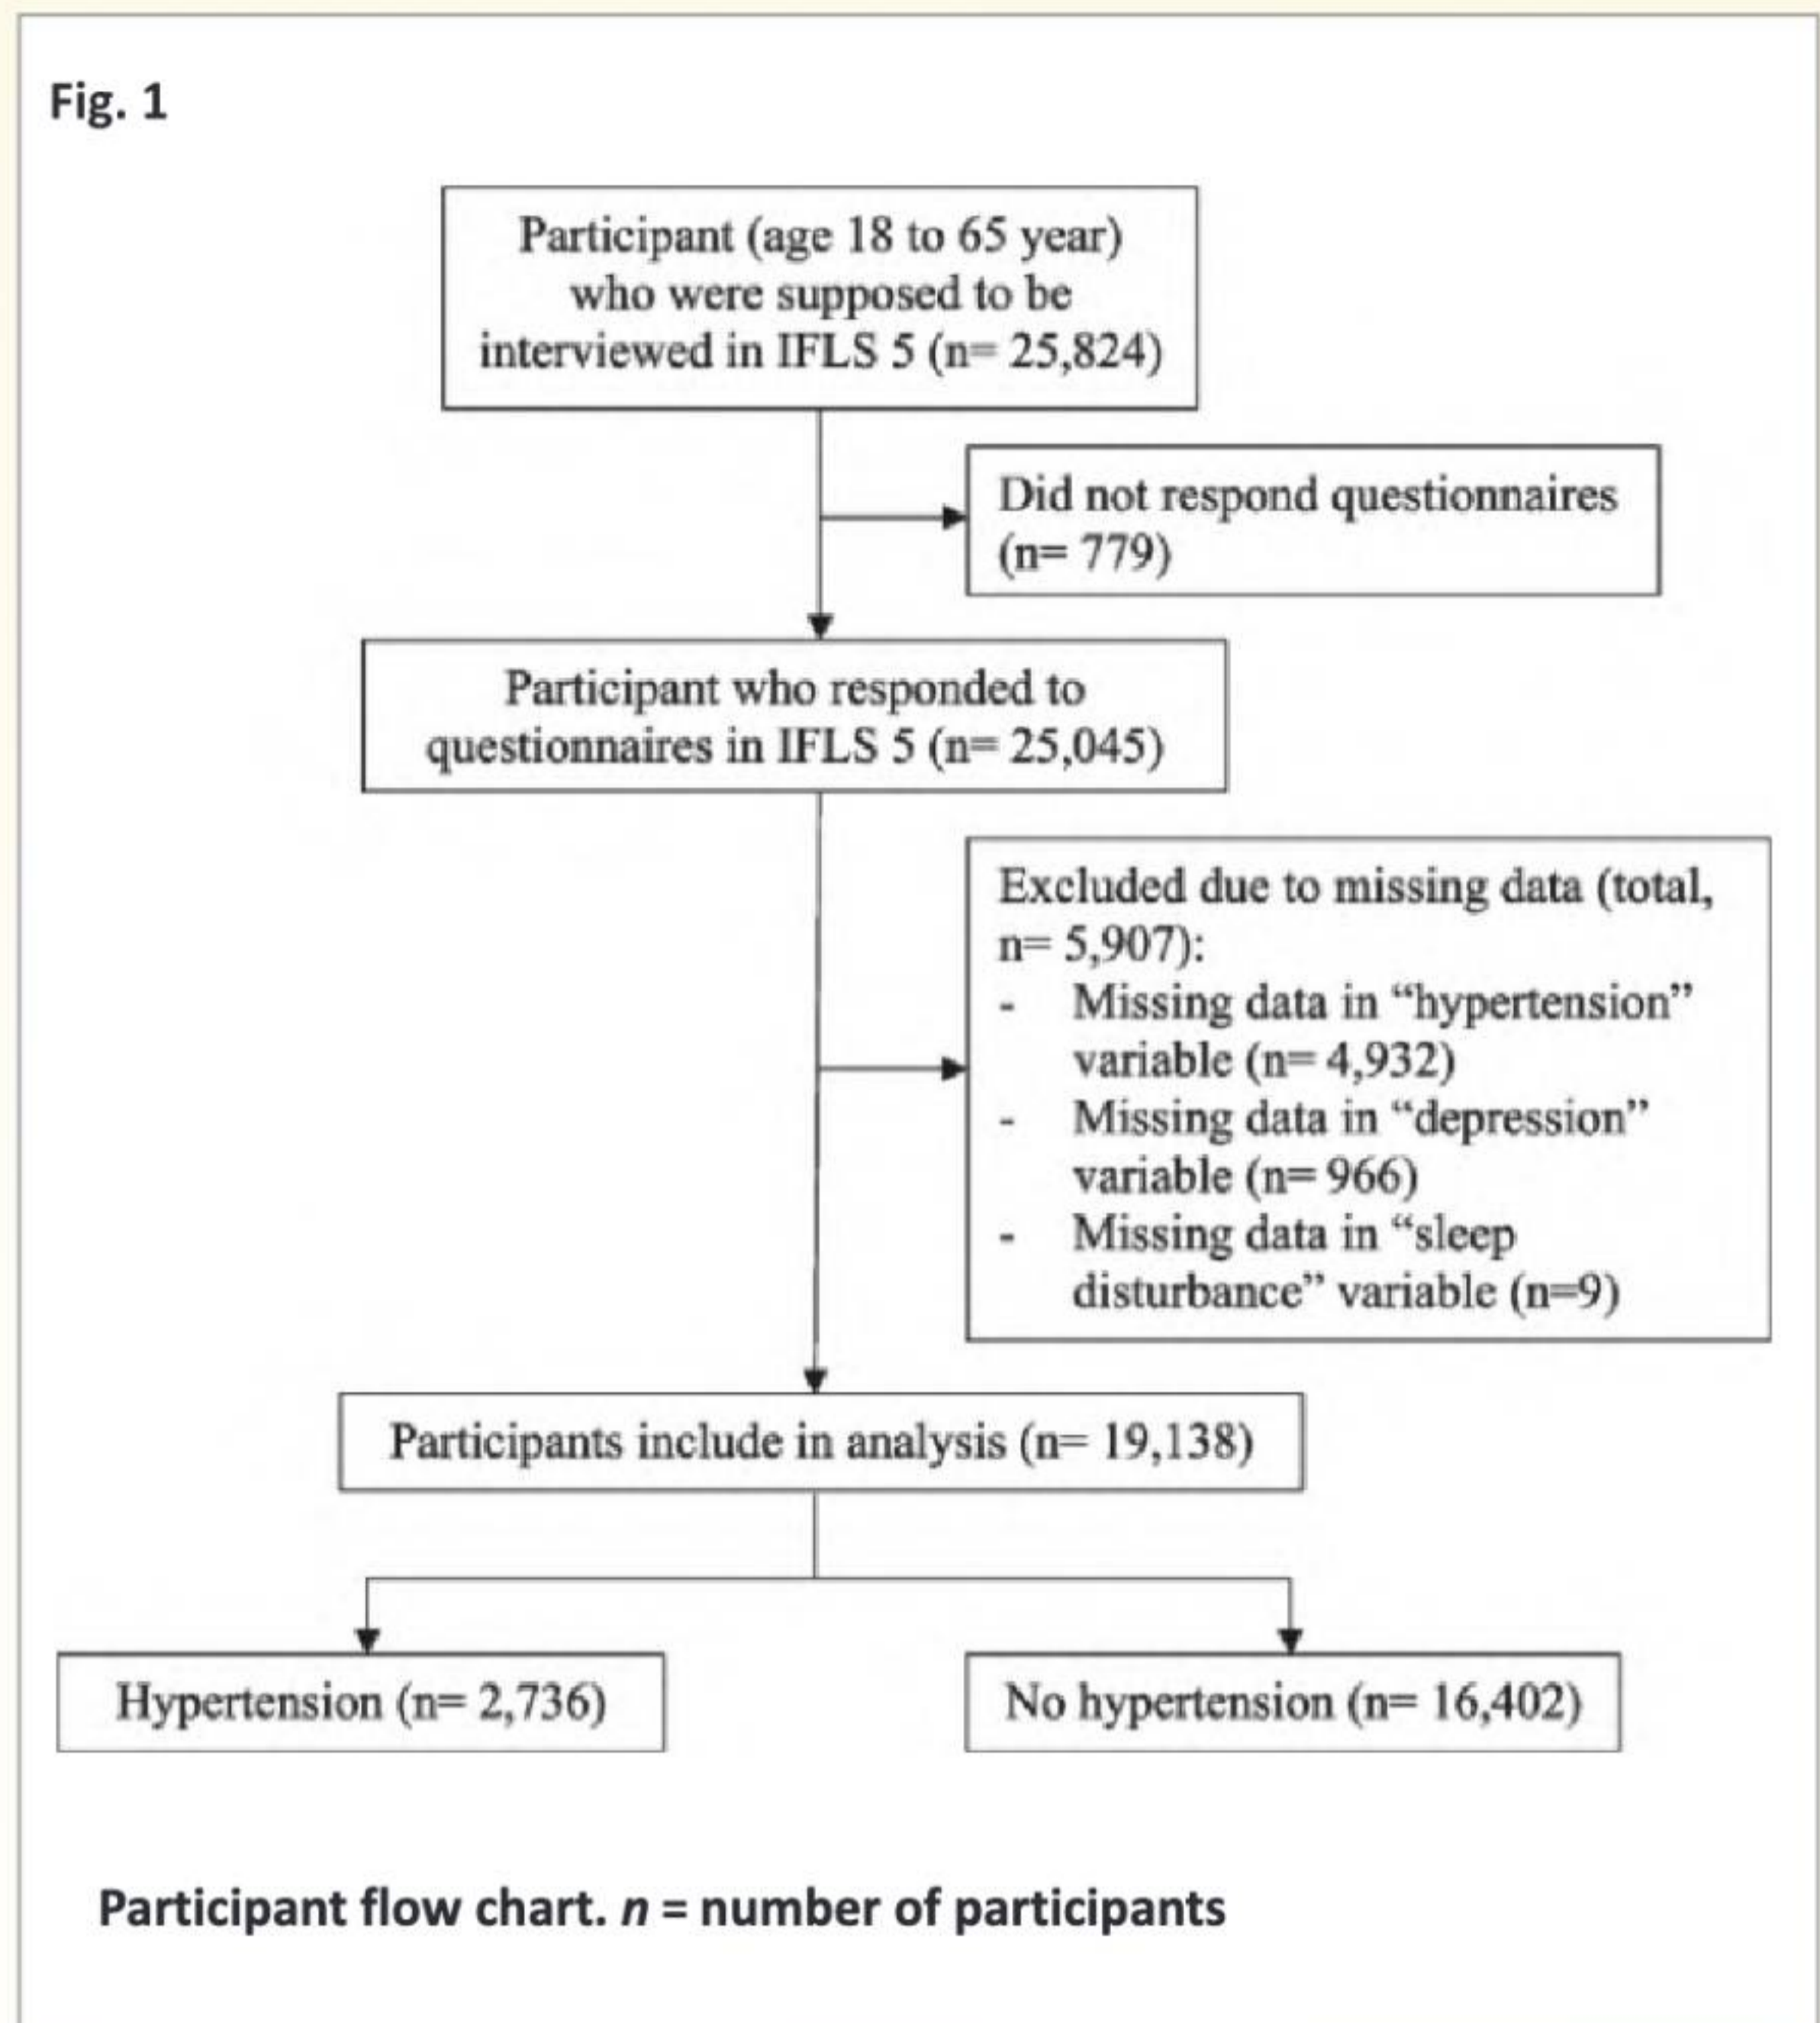 Fig. 1
Participant (age 18 to 65 year)
who were supposed to be
interviewed in IFLS 5 (n= 25,824)
Did not respond questionnaires
(n= 779)
Participant who responded to
questionnaires in IFLS 5 (n= 25,045)
Excluded due to missing data (total,
n= 5,907):
- Missing data in “hypertension”
variable (n= 4,932)
- Missing data in “depression”
variable (n= 966)
- Missing data in “sleep
disturbance” variable (n=9)
Participants include in analysis (n= 19,138)
Hypertension (n= 2,736)
No hypertension (n= 16,402)
Participant flow chart. n = number of participants